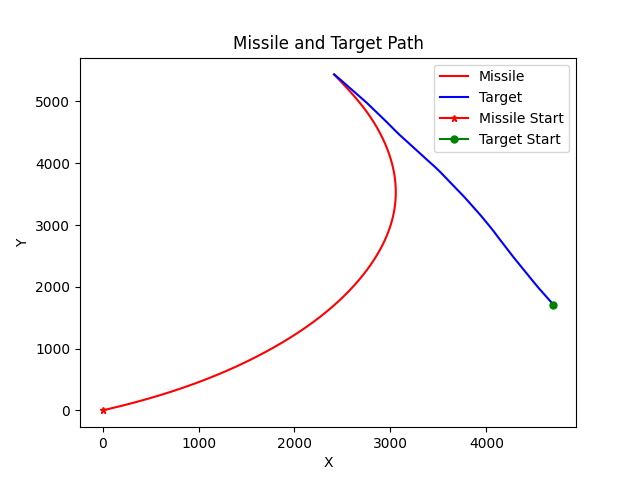 Missile and Target Path
Missile
Target
Missile Start
Target Start
5000
4000
3000
2000
1000
0
Y
0 1000 2000 3000 4000
X